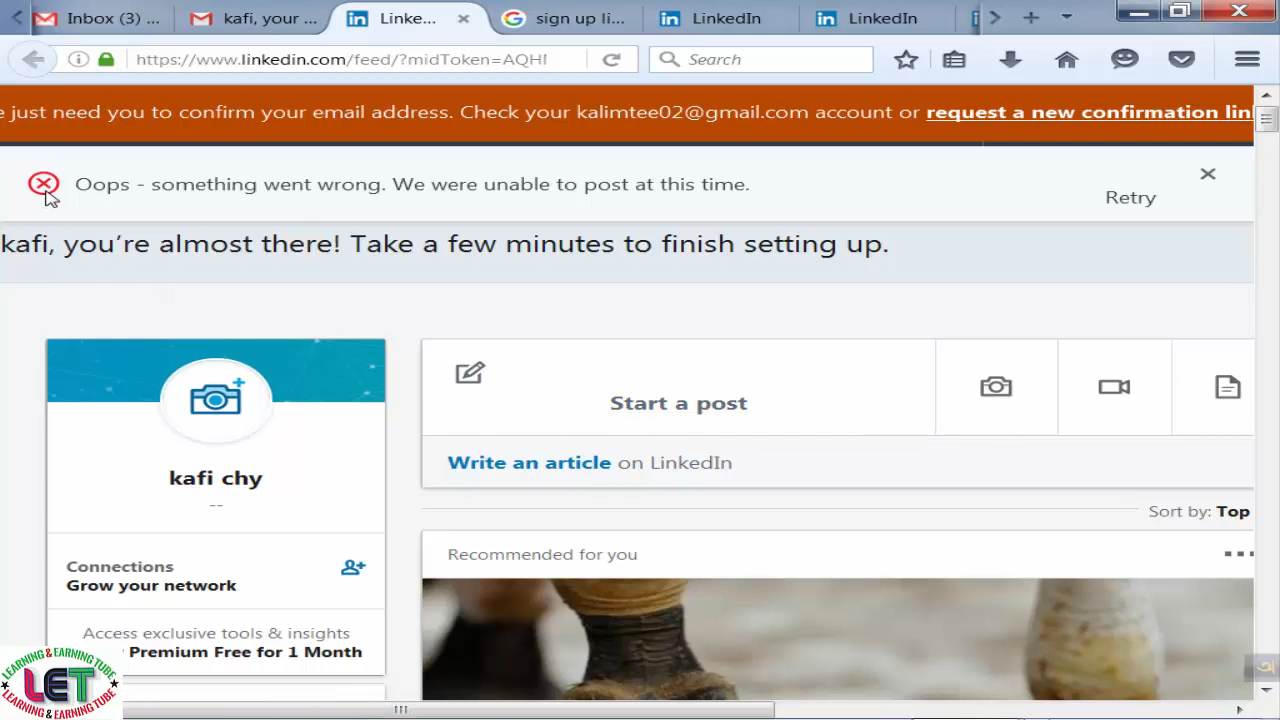 Inbox (3) ...
kafi, your ...
Linke...
sign up li...
LinkedIn
LinkedIn
https://www.linkedin.com/feed/?midToken=AQHI
Search
just need you to confirm your email address. Check your kalimtee02@gmail.com account or request a new confirmation lin
Oops - something went wrong. We were unable to post at this time.
Retry
kafi, you're almost there! Take a few minutes to finish setting up.
Start a post
Write an article on LinkedIn
kafi chy
--
Sort by: Top
Recommended for you
Connections
Grow your network
Access exclusive tools & insights
Premium Free for 1 Month
LEARNING & EARNING TUBE
LET
LEARNING & EARNING TUBE